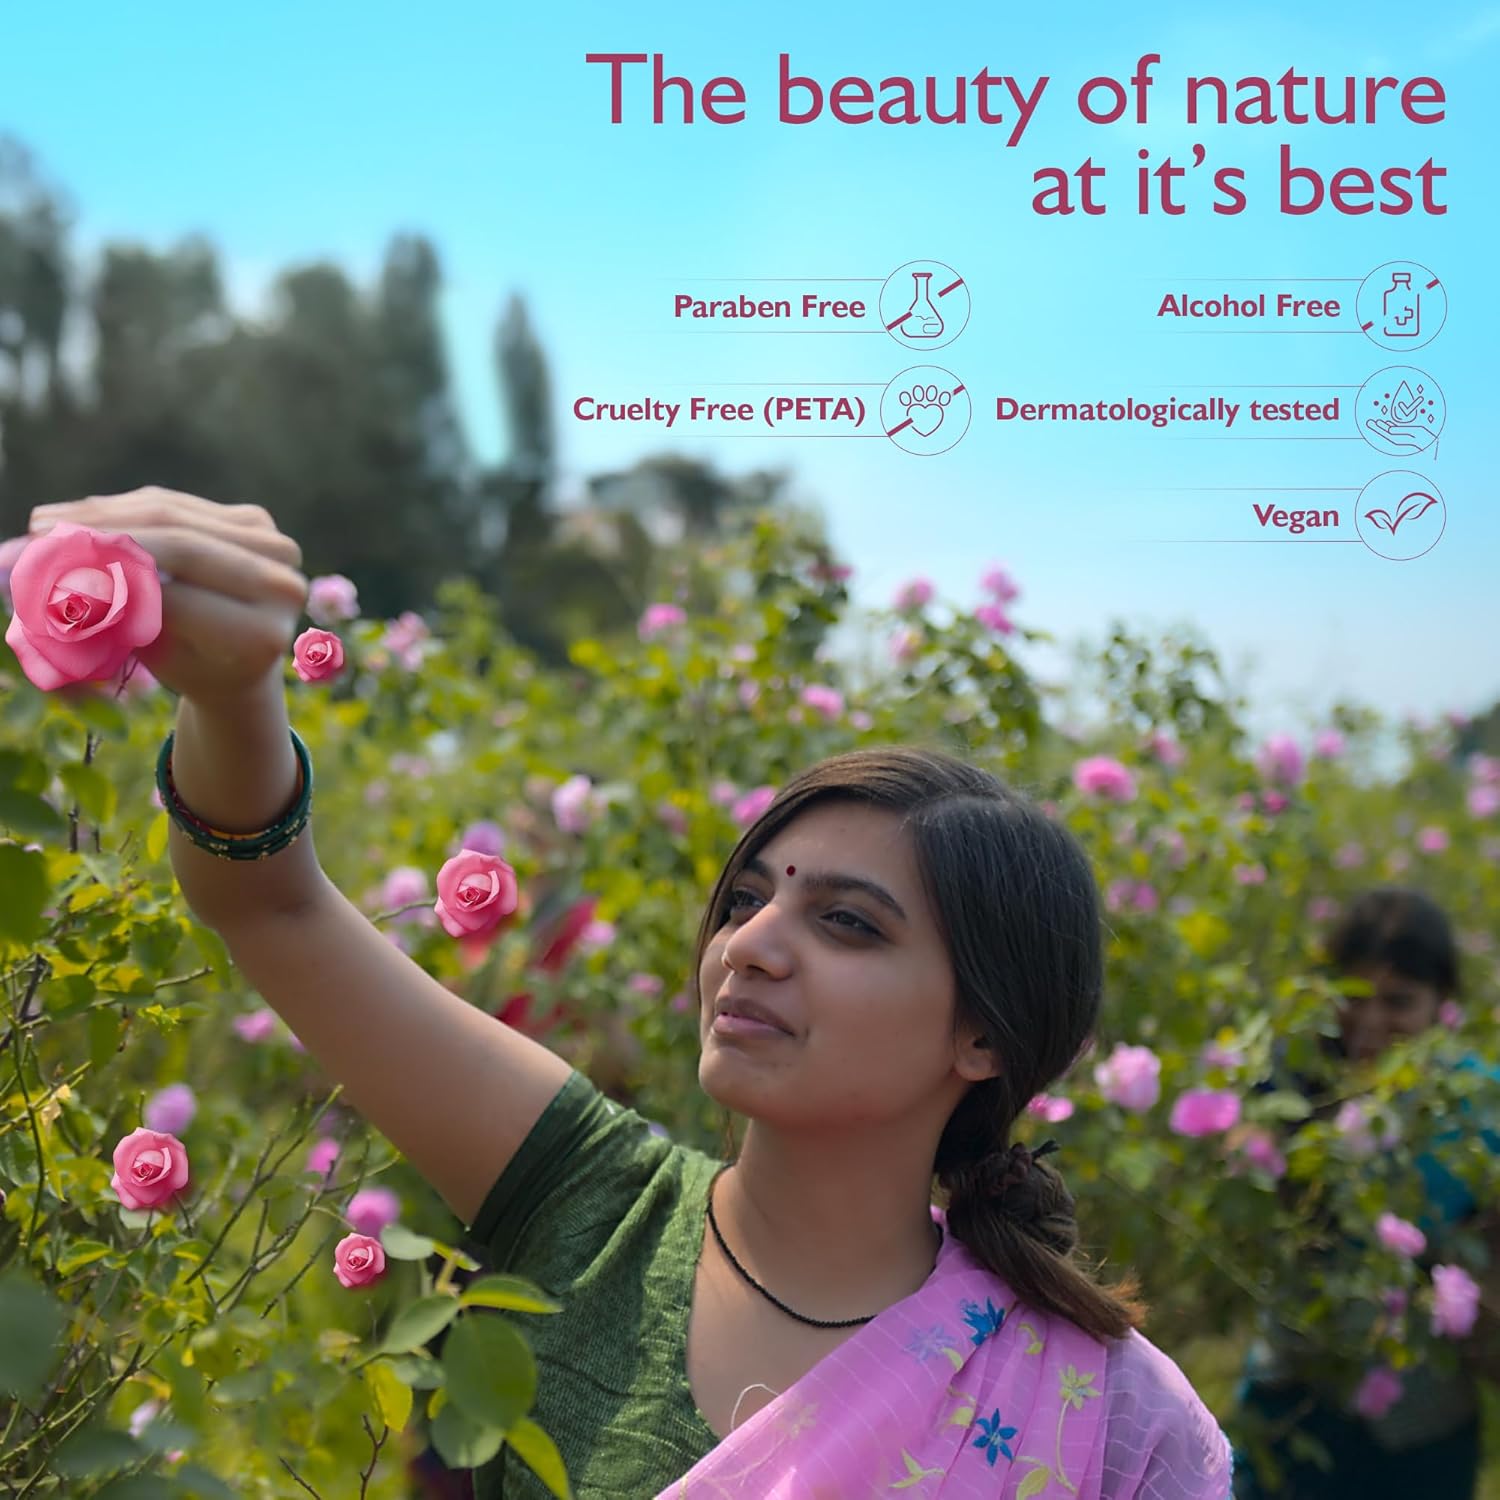 The beauty of nature
at it's best
Paraben Free
Alcohol Free
Cruelty Free (PETA)
Dermatologically tested
Vegan